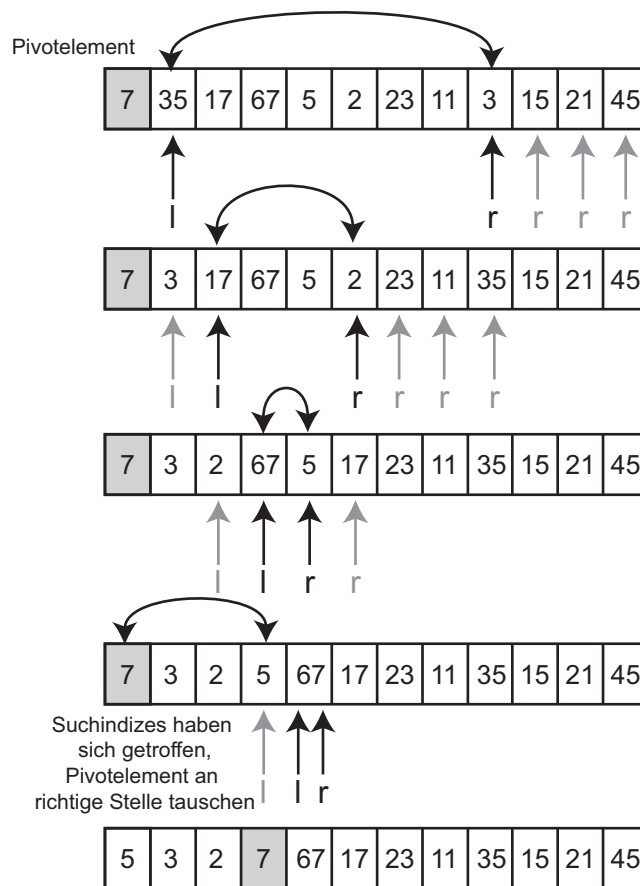 Pivotelement
7 35 17 67 5 2 23 11 3 15 21 45
l r r r r
7 3 17 67 5 2 23 11 35 15 21 45
l l r r r r
7 3 2 67 5 17 23 11 35 15 21 45
l l r r
7 3 2 5 67 17 23 11 35 15 21 45
Suchindizes haben
sich getroffen,
Pivotelement an
richtige Stelle tauschen
l l r
5 3 2 7 67 17 23 11 35 15 21 45